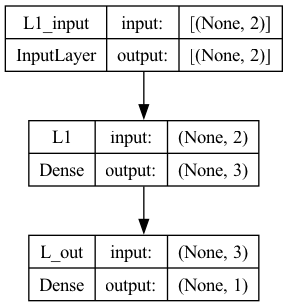 L1_input input: [(None, 2)]
InputLayer output: [(None, 2)]
L1 input: (None, 2)
Dense output: (None, 3)
L_out input: (None, 3)
Dense output: (None, 1)